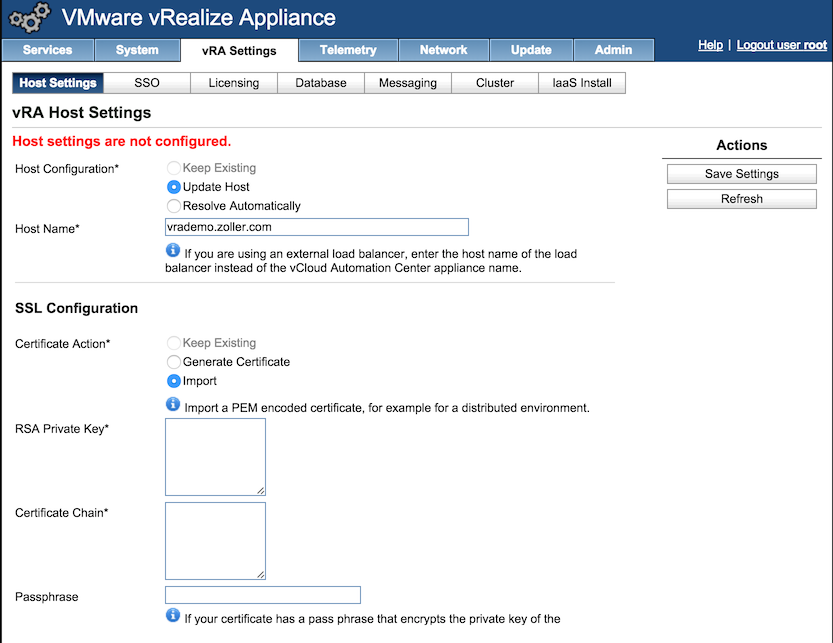 VMware vRealize Appliance
Services System vRA Settings Telemetry Network Update Admin Help | Logout user root
Host Settings SSO Licensing Database Messaging Cluster IaaS Install
vRA Host Settings
Host settings are not configured.
Actions
Host Configuration* Keep Existing
Save Settings
Update Host
Refresh
Resolve Automatically
Host Name* vrademo.zoller.com
If you are using an external load balancer, enter the host name of the load
balancer instead of the vCloud Automation Center appliance name.
SSL Configuration
Certificate Action* Keep Existing
Generate Certificate
Import
Import a PEM encoded certificate, for example for a distributed environment.
RSA Private Key*
Certificate Chain*
Passphrase
If your certificate has a pass phrase that encrypts the private key of the